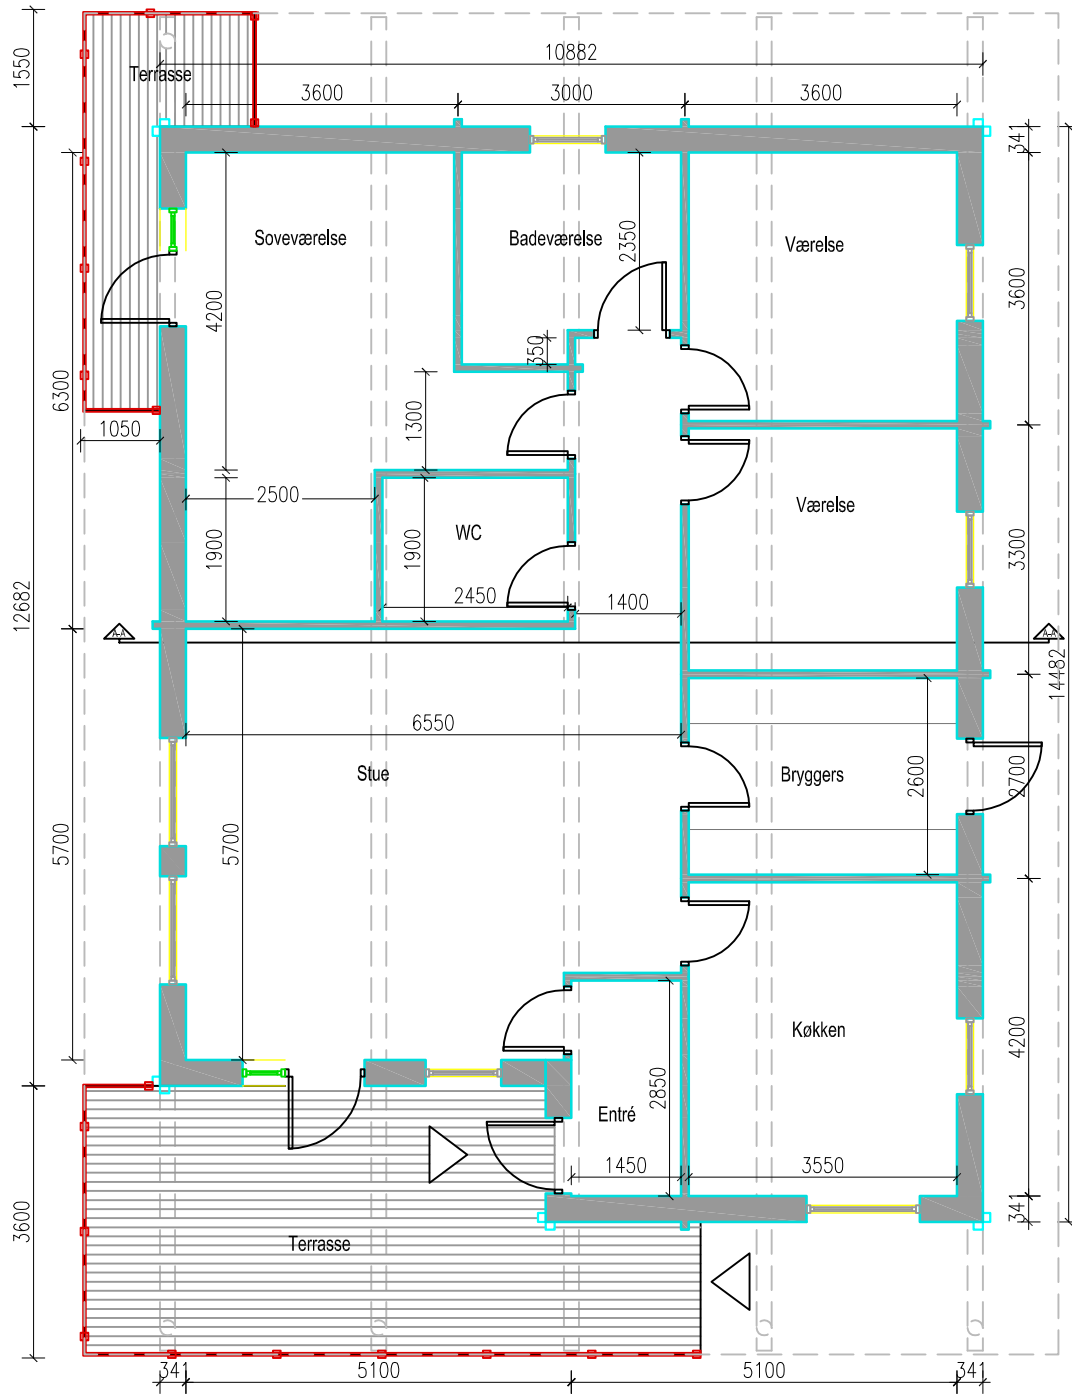 10882
1550
Terrasse
3600
3000
3600
341
Soveværelse
Badeværelse
2350
Værelse
3600
4200
350
6300
1300
1050
2500
WC
Værelse
1900
1900
3300
2450
1400
12682
A-A
A-A
14482
6550
Stue
Bryggers
2600
2700
5700
5700
Køkken
4200
2850
Entré
1450
3550
341
3600
Terrasse
341
5100
5100
341